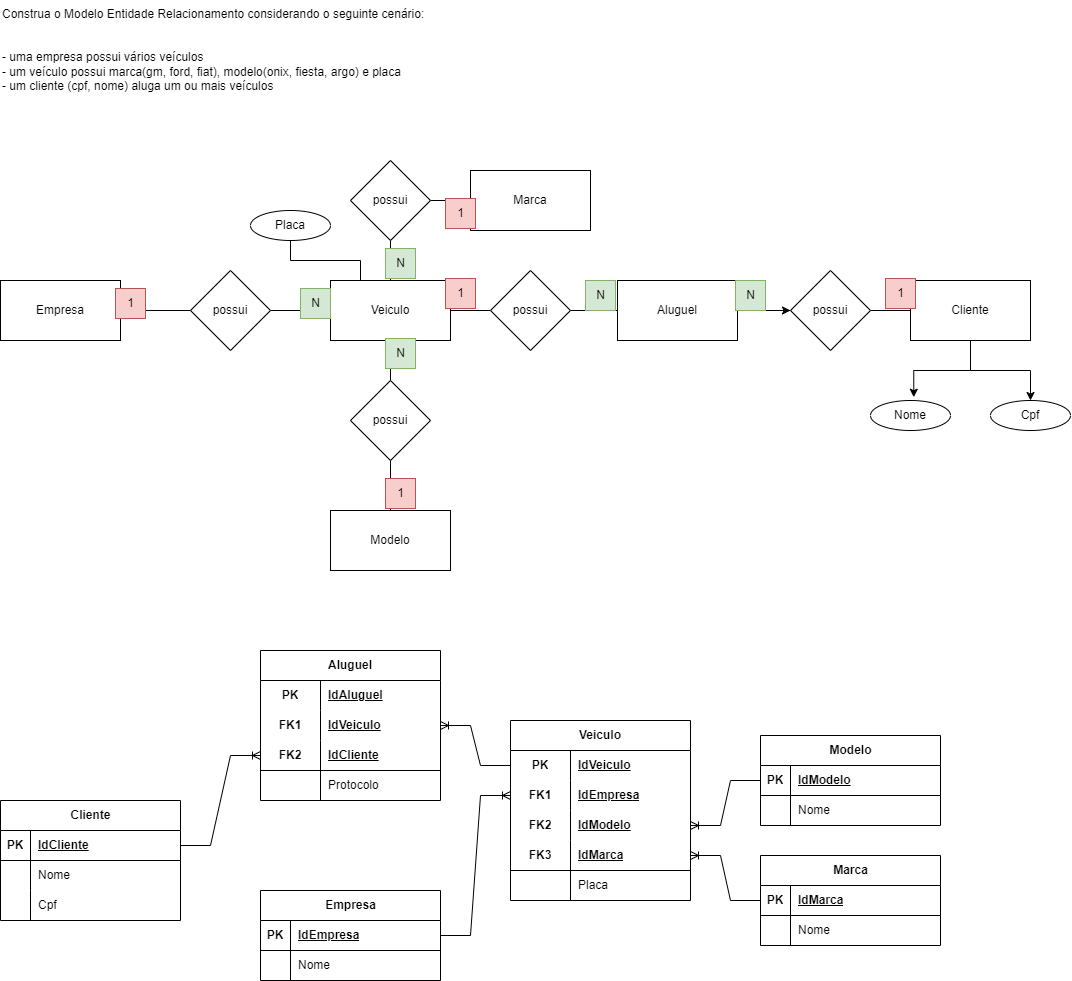 Construa o Modelo Entidade Relacionamento considerando o seguinte cenário:
- uma empresa possui vários veículos
- um veículo possui marca(gm, ford, fiat), modelo(onix, fiesta, argo) e placa
- um cliente (cpf, nome) aluga um ou mais veículos
possui
Marca
1
Placa
N
Empresa
1
possui
N
Veiculo
1
possui
N
Aluguel
N
possui
1
Cliente
N
possui
Nome
Cpf
1
Modelo
Aluguel
PK IdAluguel
FK1 IdVeiculo
FK2 IdCliente
Protocolo
Cliente
PK IdCliente
Nome
Cpf
Empresa
PK IdEmpresa
Nome
Veiculo
PK IdVeiculo
FK1 IdEmpresa
FK2 IdModelo
FK3 IdMarca
Placa
Modelo
PK IdModelo
Nome
Marca
PK IdMarca
Nome